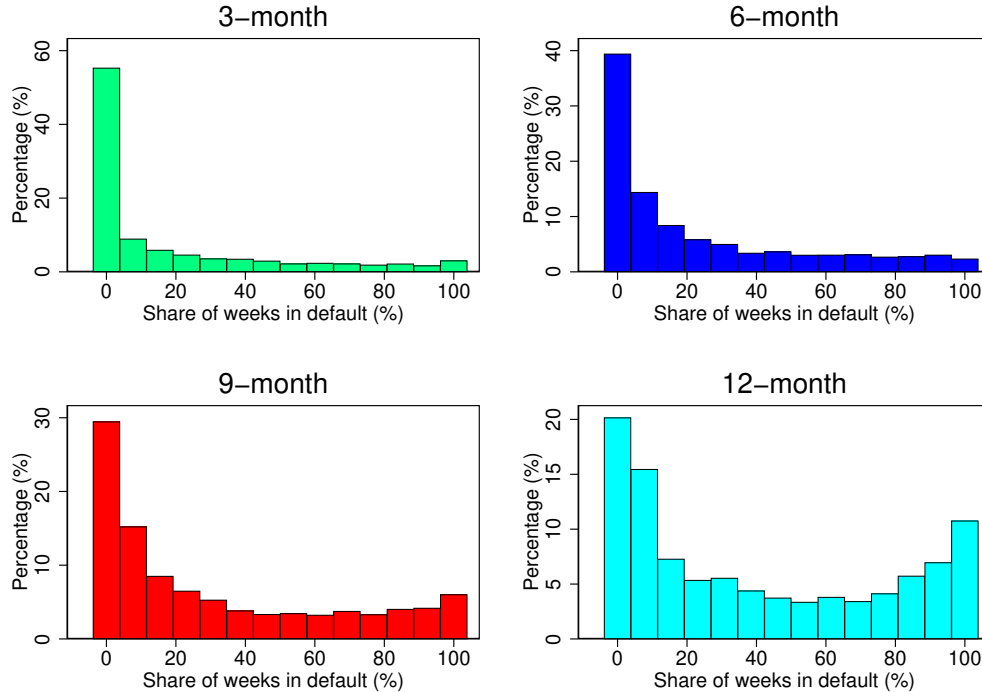 3−month
Percentage (%)
60
40
20
0
0 20 40 60 80 100
Share of weeks in default (%)
6−month
Percentage (%)
40
30
20
10
0
0 20 40 60 80 100
Share of weeks in default (%)
9−month
Percentage (%)
30
20
10
0
0 20 40 60 80 100
Share of weeks in default (%)
12−month
Percentage (%)
20
15
10
5
0
0 20 40 60 80 100
Share of weeks in default (%)